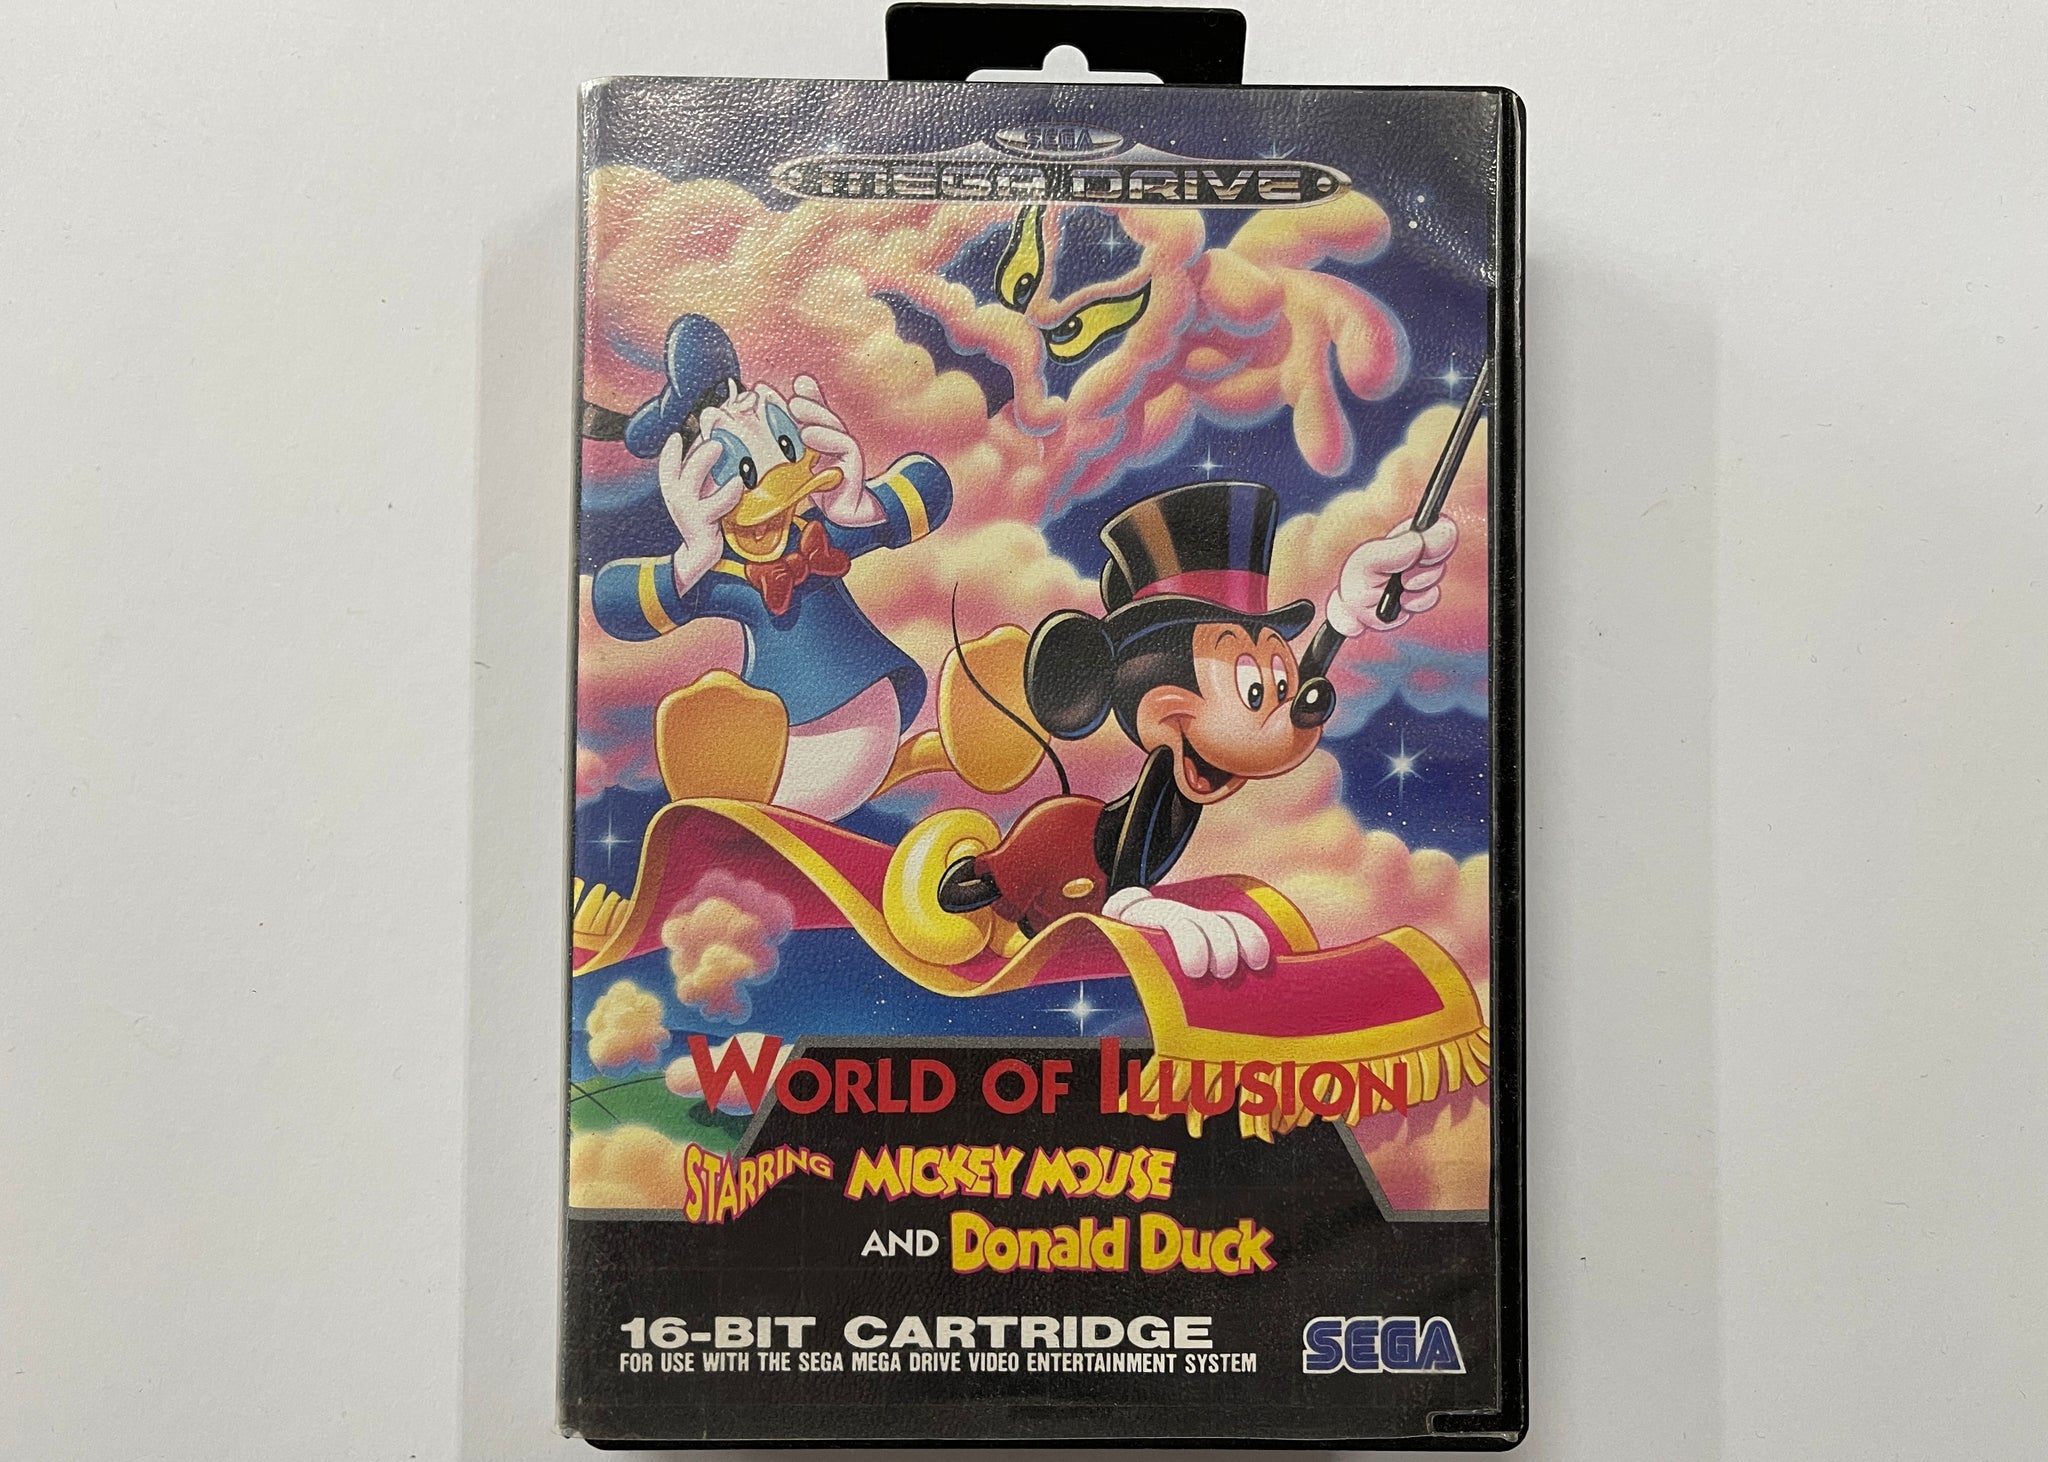 SEGA
MEGA DRIVE
WORLD OF ILLUSION
STARRING MICKEY MOUSE
AND Donald Duck
16-BIT CARTRIDGE
FOR USE WITH THE SEGA MEGA DRIVE VIDEO ENTERTAINMENT SYSTEM
SEGA